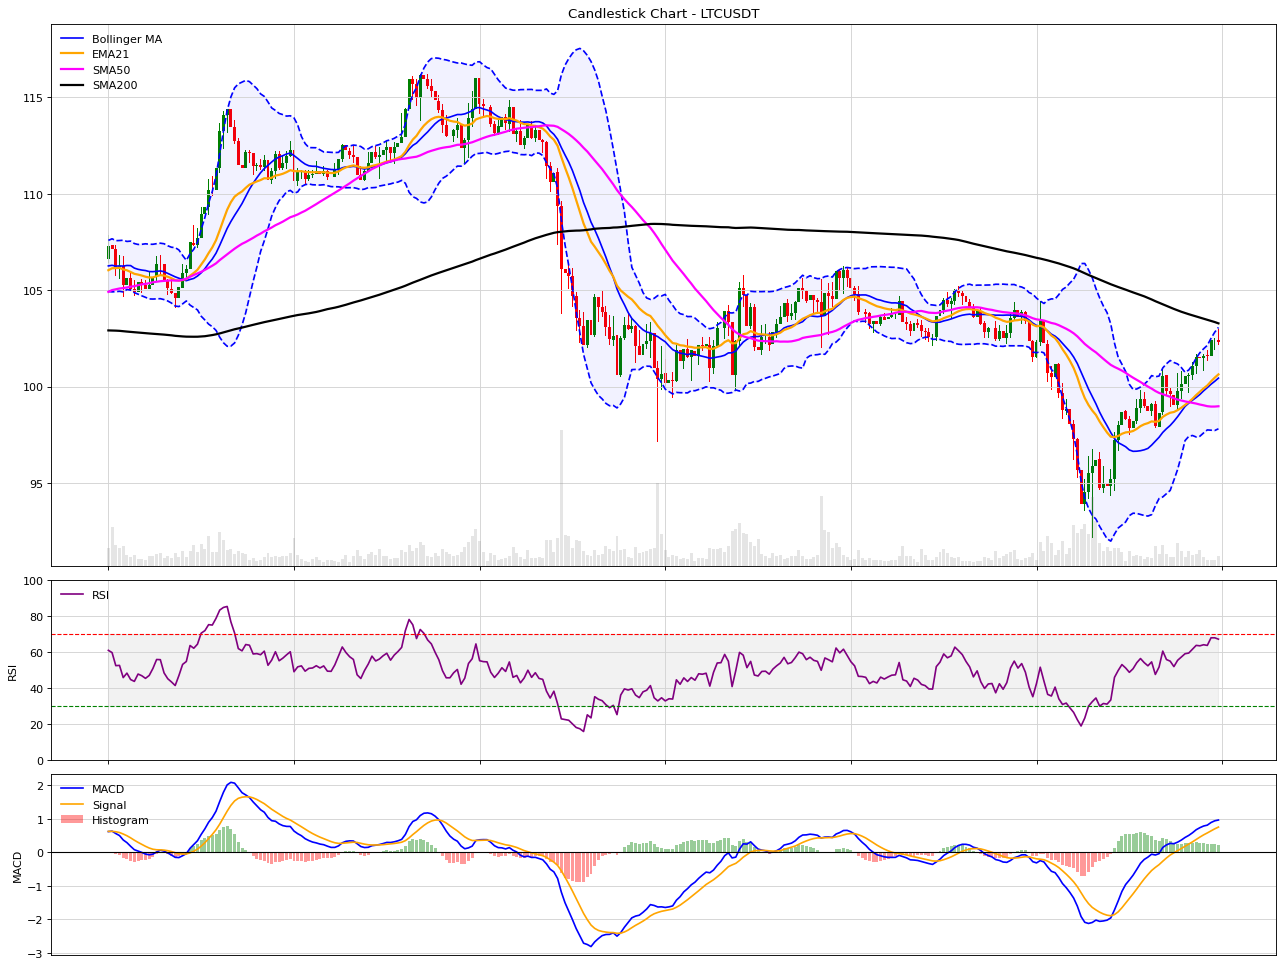 Candlestick Chart - LTCUSDT
Bollinger MA
EMA21
SMA50
SMA200
115
110
105
100
95
100
80
60
40
20
0
RSI
RSI
MACD
Signal
Histogram
2
1
0
−1
−2
−3
MACD